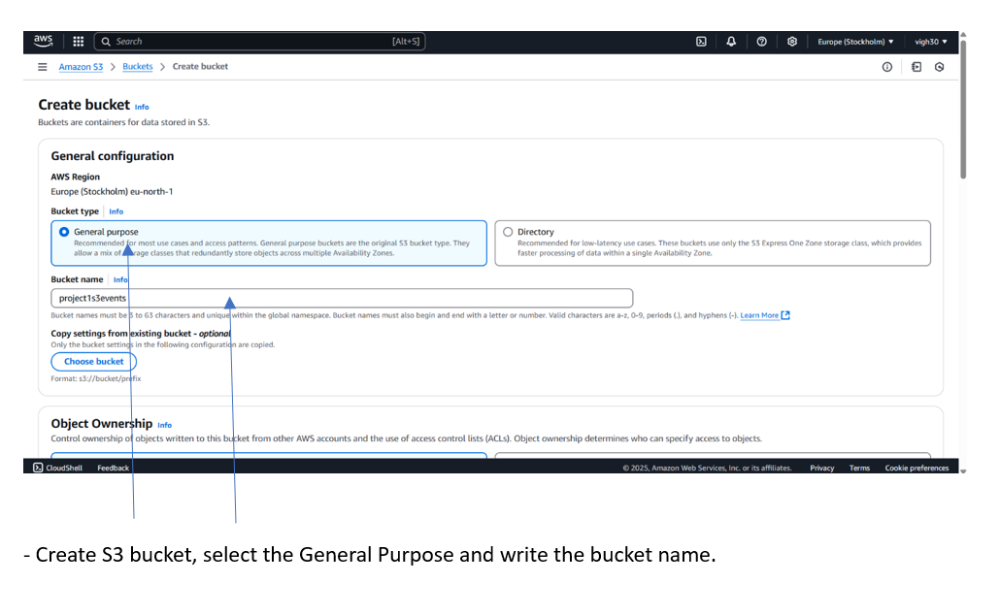 aws Search [Alt+S] Europe (Stockholm) vigh30
Amazon S3 > Buckets > Create bucket
Create bucket Info
Buckets are containers for data stored in S3.
General configuration
AWS Region
Europe (Stockholm) eu-north-1
Bucket type Info
General purpose
Recommended for most use cases and access patterns. General purpose buckets are the original S3 bucket type. They
allow a mix of storage classes that redundantly store objects across multiple Availability Zones.
Directory
Recommended for low-latency use cases. These buckets use only the S3 Express One Zone storage class, which provides
faster processing of data within a single Availability Zone.
Bucket name Info
project1s3events
Bucket names must be 3 to 63 characters and unique within the global namespace. Bucket names must also begin and end with a letter or number. Valid characters are a-z, 0-9, periods (.), and hyphens (-). Learn More
Copy settings from existing bucket - optional
Only the bucket settings in the following configuration are copied.
Choose bucket
Format: s3://bucket/prefix
Object Ownership Info
Control ownership of objects written to this bucket from other AWS accounts and the use of access control lists (ACLs). Object ownership determines who can specify access to objects.
CloudShell Feedback © 2025, Amazon Web Services, Inc. or its affiliates. Privacy Terms Cookie preferences
- Create S3 bucket, select the General Purpose and write the bucket name.